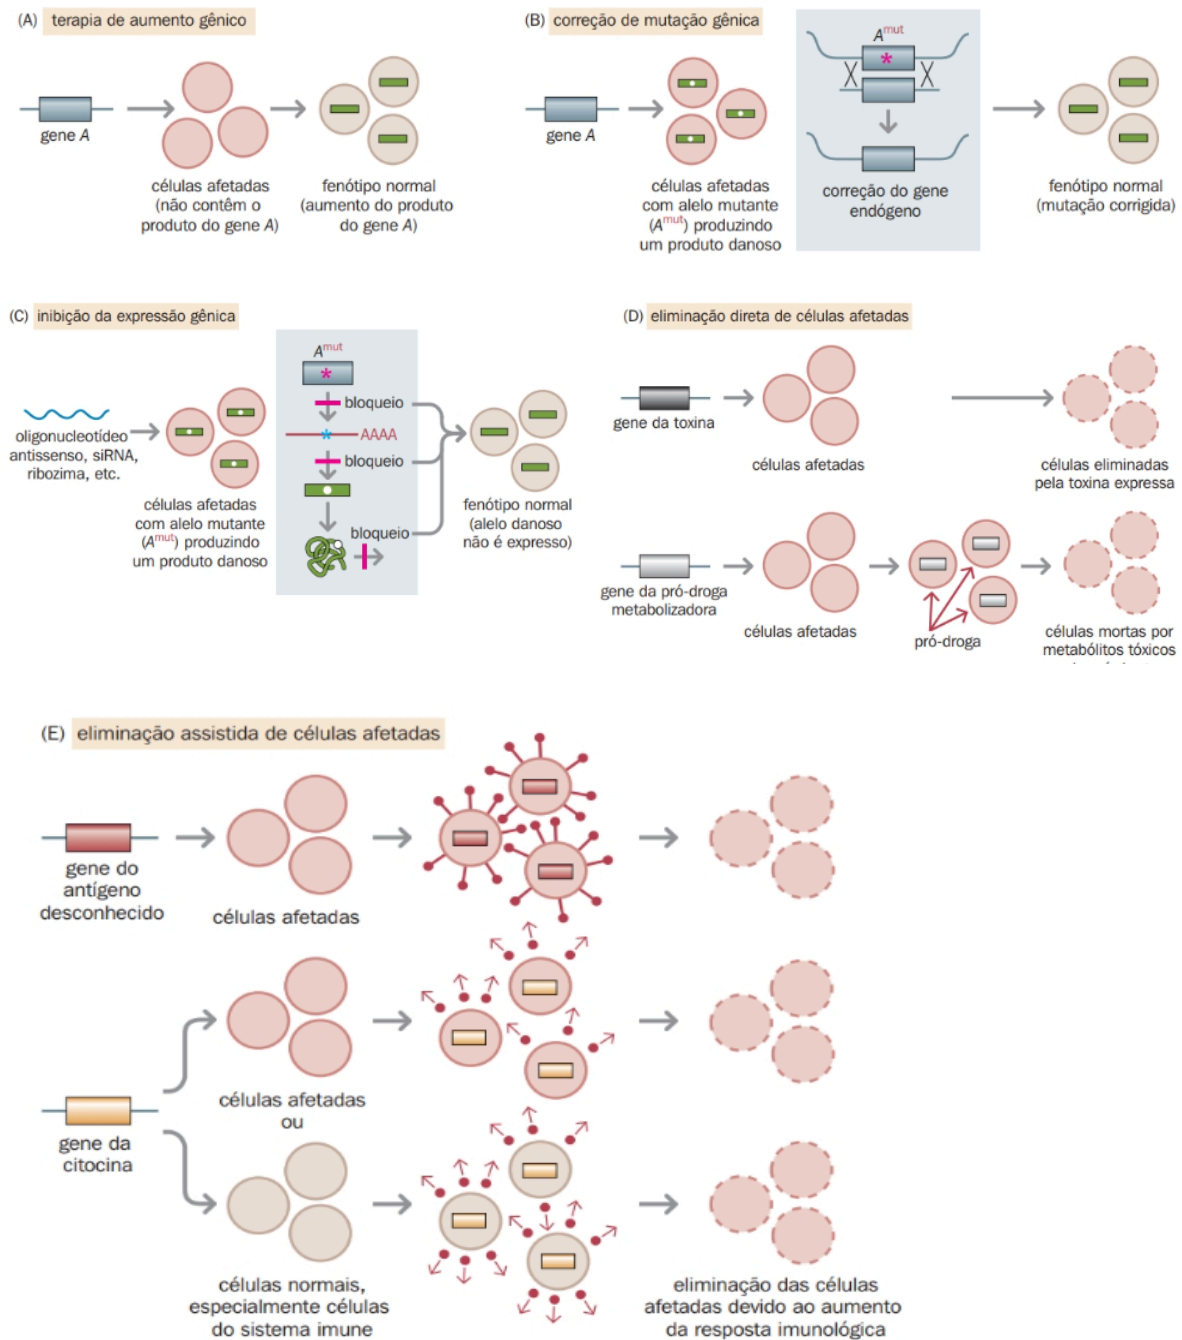 (A) terapia de aumento gênico
gene A
células afetadas
(não contêm o
produto do gene A)
fenótipo normal
(aumento do produto
do gene A)
(B) correção de mutação gênica
gene A
células afetadas
com alelo mutante
(Amut) produzindo
um produto danoso
Amut
*
correção do gene
endógeno
fenótipo normal
(mutação corrigida)
(C) inibição da expressão gênica
oligonucleotídeo
antissenso, siRNA,
ribozima, etc.
células afetadas
com alelo mutante
(Amut) produzindo
um produto danoso
Amut
*
bloqueio
* AAAA
bloqueio
bloqueio
fenótipo normal
(alelo danoso
não é expresso)
(D) eliminação direta de células afetadas
gene da toxina
células afetadas
células eliminadas
pela toxina expressa
gene da pró-droga
metabolizadora
células afetadas
pró-droga
células mortas por
metabólitos tóxicos
(E) eliminação assistida de células afetadas
gene do
antígeno
desconhecido
células afetadas
gene da
citocina
células afetadas
ou
células normais,
especialmente células
do sistema imune
eliminação das células
afetadas devido ao aumento
da resposta imunológica